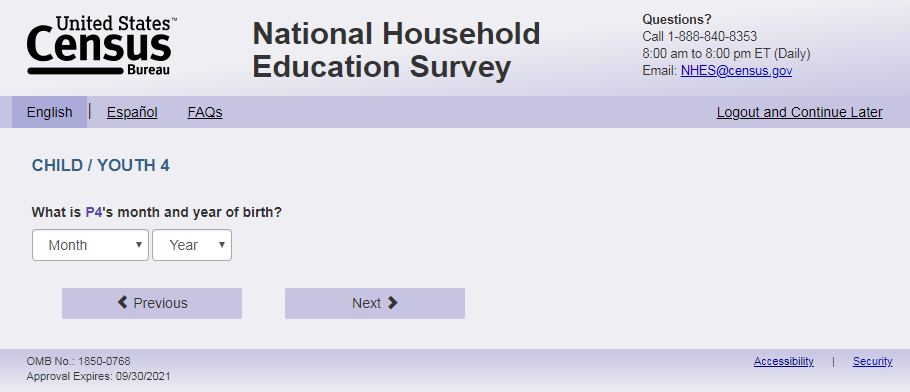 United States™
Census
Bureau
National Household
Education Survey
Questions?
Call 1-888-840-8353
8:00 am to 8:00 pm ET (Daily)
Email: NHES@census.gov
English | Español FAQs Logout and Continue Later
CHILD / YOUTH 4
What is P4's month and year of birth?
Month Year
Previous Next
OMB No.: 1850-0768
Approval Expires: 09/30/2021
Accessibility | Security